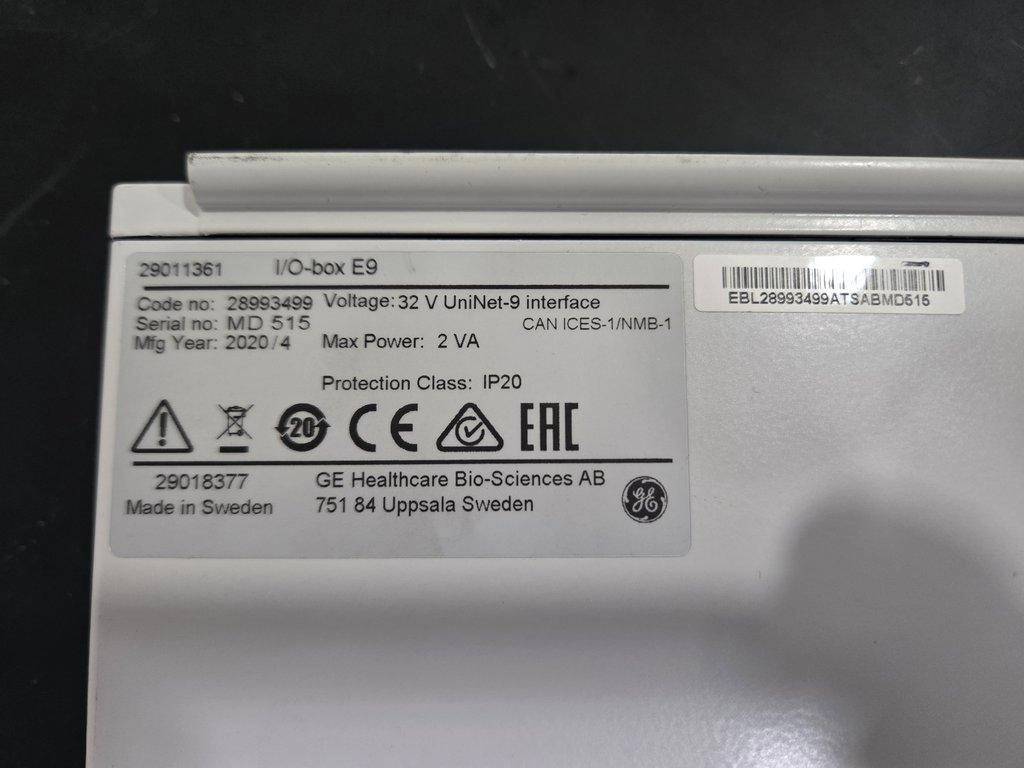 29011361 I/O-box E9
EBL28993499ATSABMD515
Code no: 28993499 Voltage: 32 V UniNet-9 interface
Serial no: MD 515 CAN ICES-1/NMB-1
Mfg Year: 2020/4 Max Power: 2 VA
Protection Class: IP20
20 CE EAC
29018377 GE Healthcare Bio-Sciences AB
Made in Sweden 751 84 Uppsala Sweden
GE